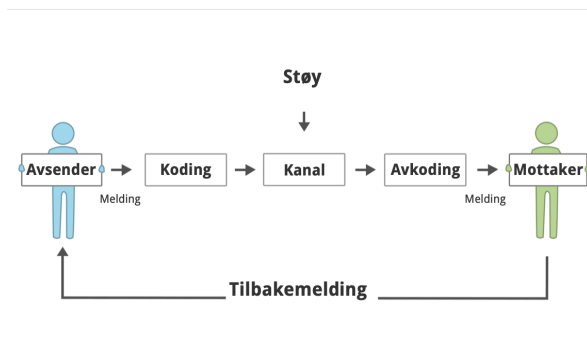 Støy
Avsender
Koding
Kanal
Avkoding
Mottaker
Melding
Melding
Tilbakemelding